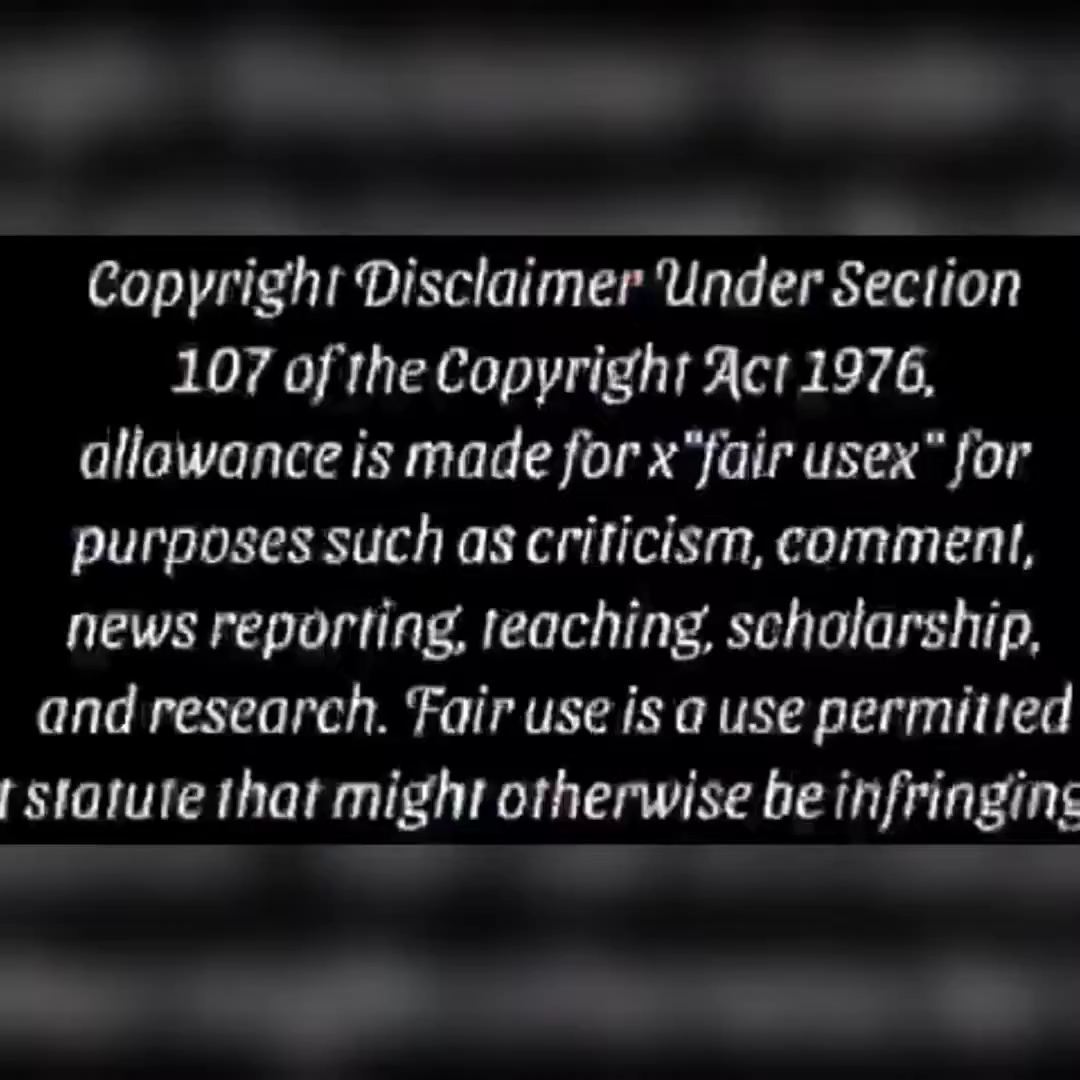 Copyright Disclaimer Under Section
107 of the Copyright Act 1976,
allowance is made for x"fair usex" for
purposes such as criticism, comment,
news reporting, teaching, scholarship,
and research. Fair use is a use permitted
t statute that might otherwise be infringing